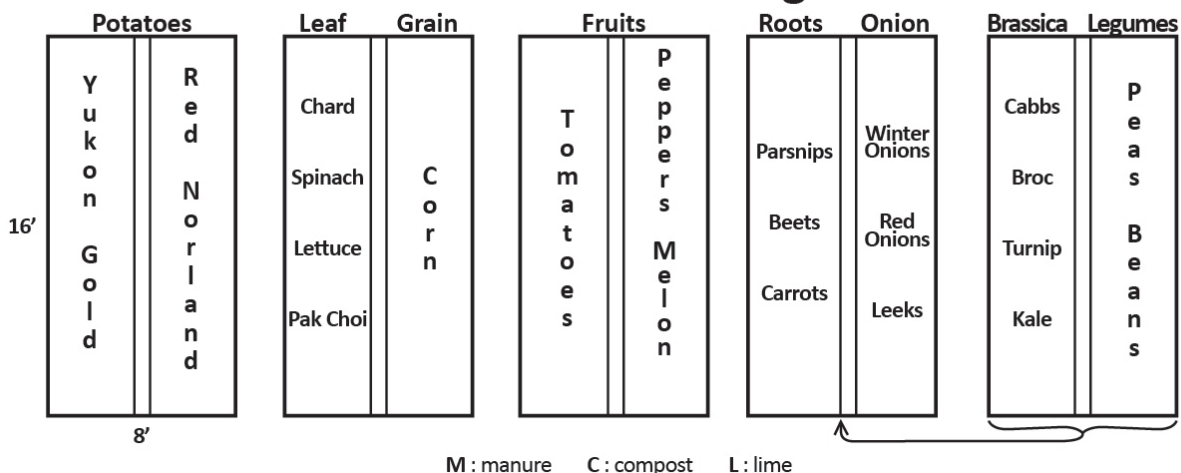 Potatoes
Yukon Gold
Red Norland
16’
8’
Leaf Grain
Chard
Spinach
Lettuce
Pak Choi
Corn
Fruits
Tomatoes
Peppers Melon
Roots Onion
Parsnips
Beets
Carrots
Winter
Onions
Red
Onions
Leeks
Brassica Legumes
Cabbs
Broc
Turnip
Kale
Peas Beans
M : manure C : compost L : lime